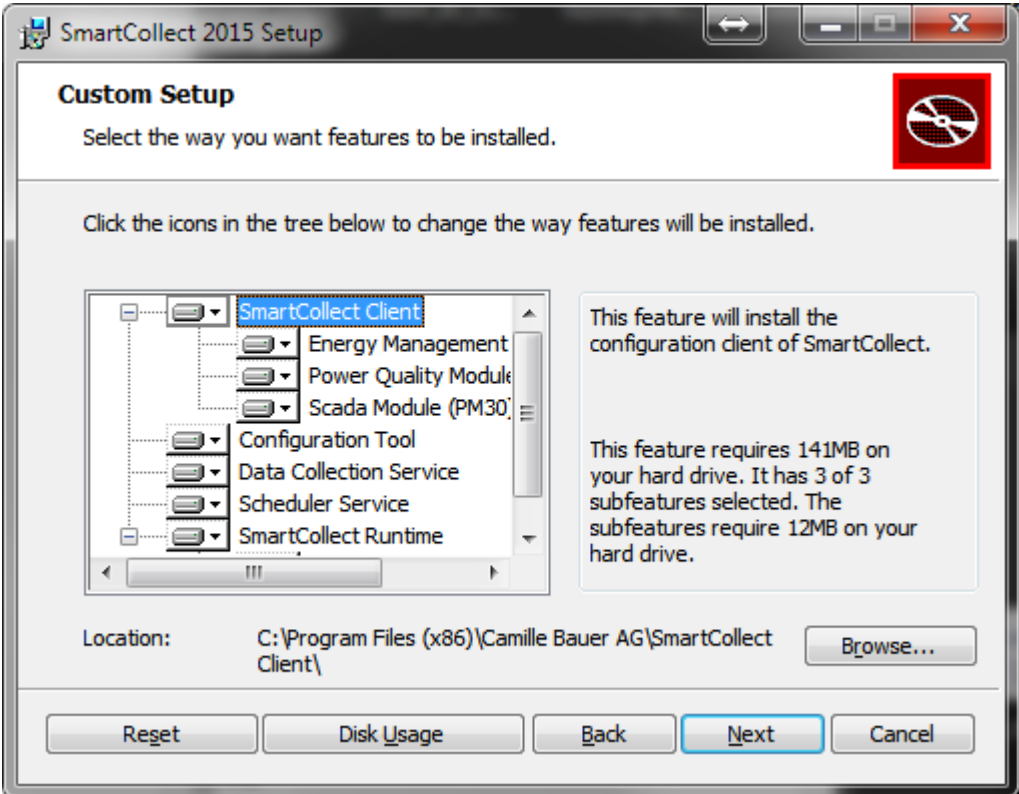 SmartCollect 2015 Setup
Custom Setup
Select the way you want features to be installed.
Click the icons in the tree below to change the way features will be installed.
SmartCollect Client
Energy Management
Power Quality Module
Scada Module (PM30)
Configuration Tool
Data Collection Service
Scheduler Service
SmartCollect Runtime
This feature will install the
configuration client of SmartCollect.
This feature requires 141MB on
your hard drive. It has 3 of 3
subfeatures selected. The
subfeatures require 12MB on your
hard drive.
Location:
C:\Program Files (x86)\Camille Bauer AG\SmartCollect
Client\
Browse...
Reset
Disk Usage
Back
Next
Cancel